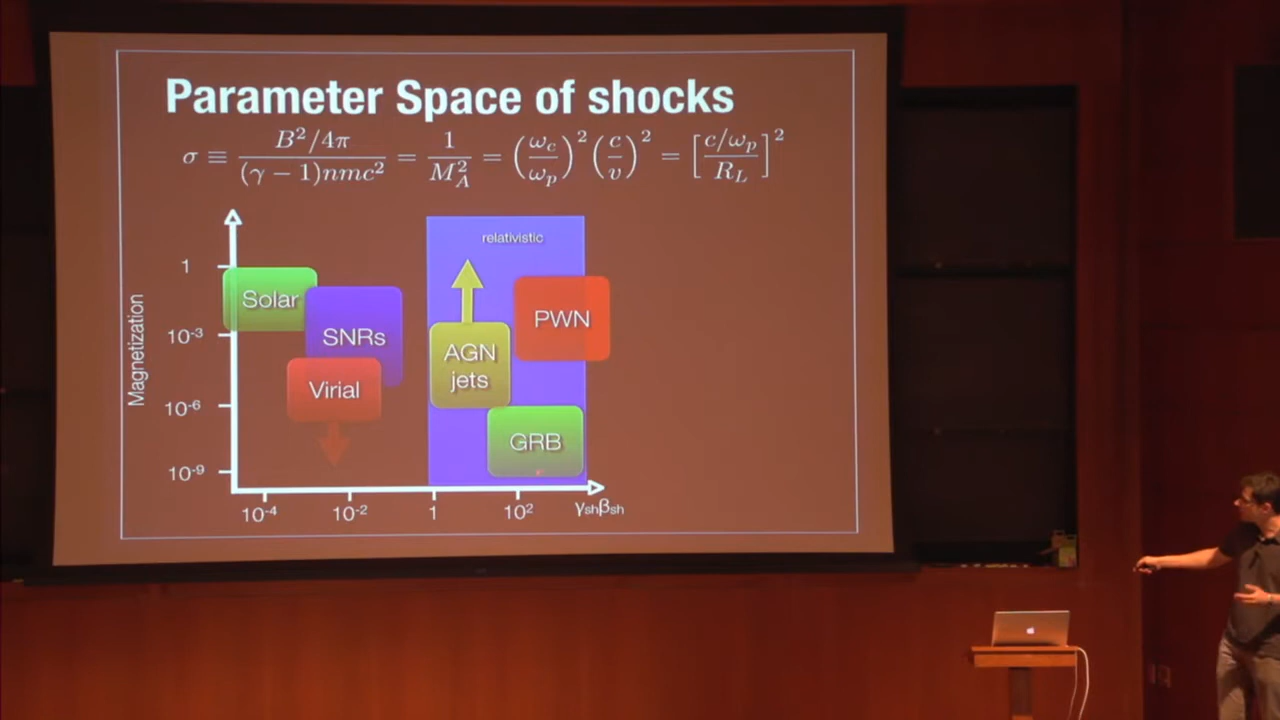 Parameter Space of shocks
σ ≡ B²/4π / (γ − 1)nmc² = 1 / M_A² = (ω_c / ω_p)² (c / v)² = [c/ω_p / R_L]²
relativistic
1
Solar
PWN
SNRs
10⁻³
AGN
jets
Magnetization
Virial
10⁻⁶
GRB
10⁻⁹
10⁻⁴ 10⁻² 1 10² γshβsh